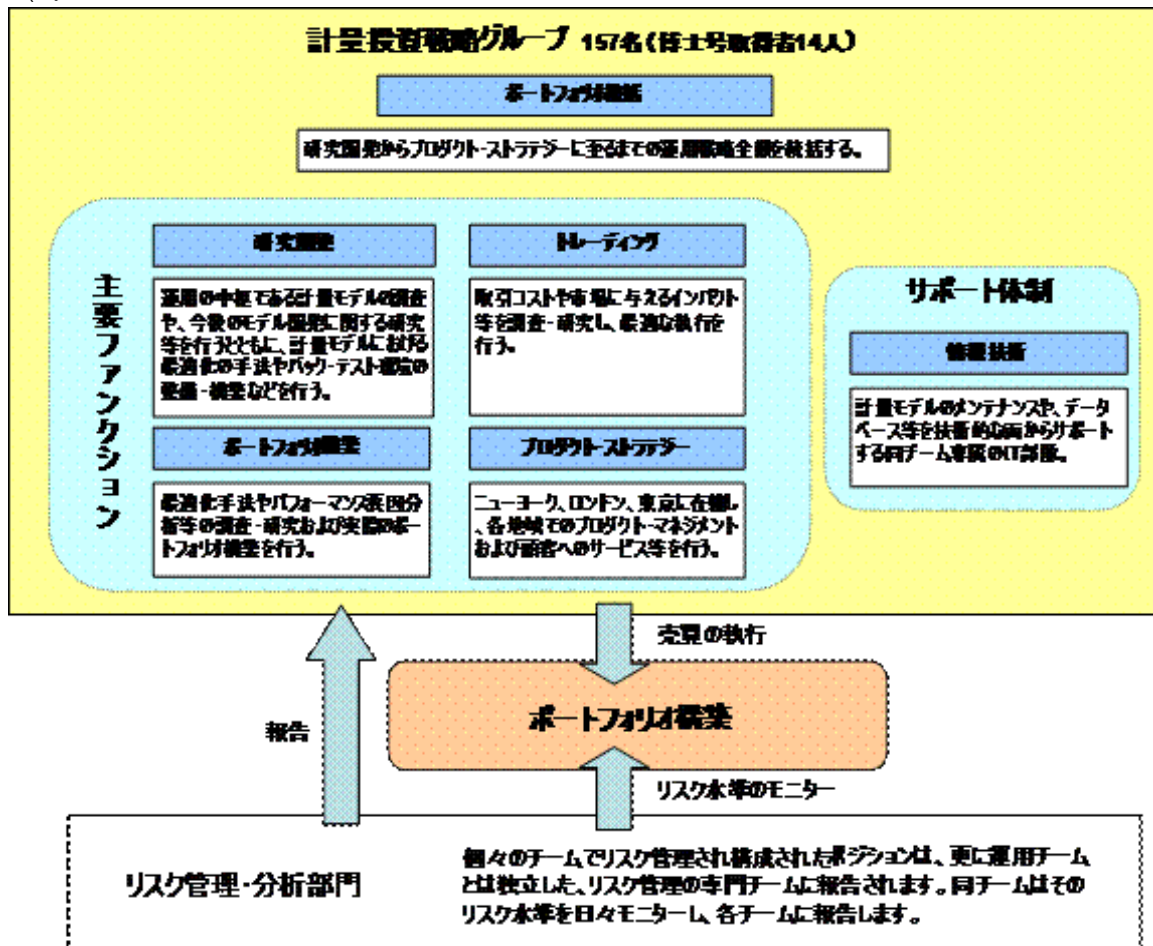 計量投資戦略グループ 157名(博士号取得者14人)
ポートフォリオ統括
研究開発からプロダクト・ストラテジーに至るまでの運用戦略全般を統括する。
主要ファンクション
研究開発
運用の中枢である計量モデルの調査
や、今後のモデル開発に関する研究
等を行うとともに、計量モデルにおける
最適化の手法やバック・テスト環境の
整備・構築などを行う。
トレーディング
取引コストや市場に与えるインパクト
等を調査・研究し、最適な執行を
行う。
ポートフォリオ構築
最適化手法やパフォーマンス要因分
析等の調査・研究および実際のポー
トフォリオ構築を行う。
プロダクト・ストラテジー
ニューヨーク、ロンドン、東京に在籍し
、各地域でのプロダクト・マネジメント
および顧客へのサービス等を行う。
サポート体制
情報技術
計量モデルのメンテナンスや、データ
ベース等を技術的な面からサポート
する同チーム専属のIT部隊。
売買の執行
報告
ポートフォリオ構築
リスク水準のモニター
リスク管理・分析部門
個々のチームでリスク管理され構成されたポジションは、更に運用チーム
とは独立した、リスク管理の専門チームに報告されます。同チームはその
リスク水準を日々モニターし、各チームに報告します。